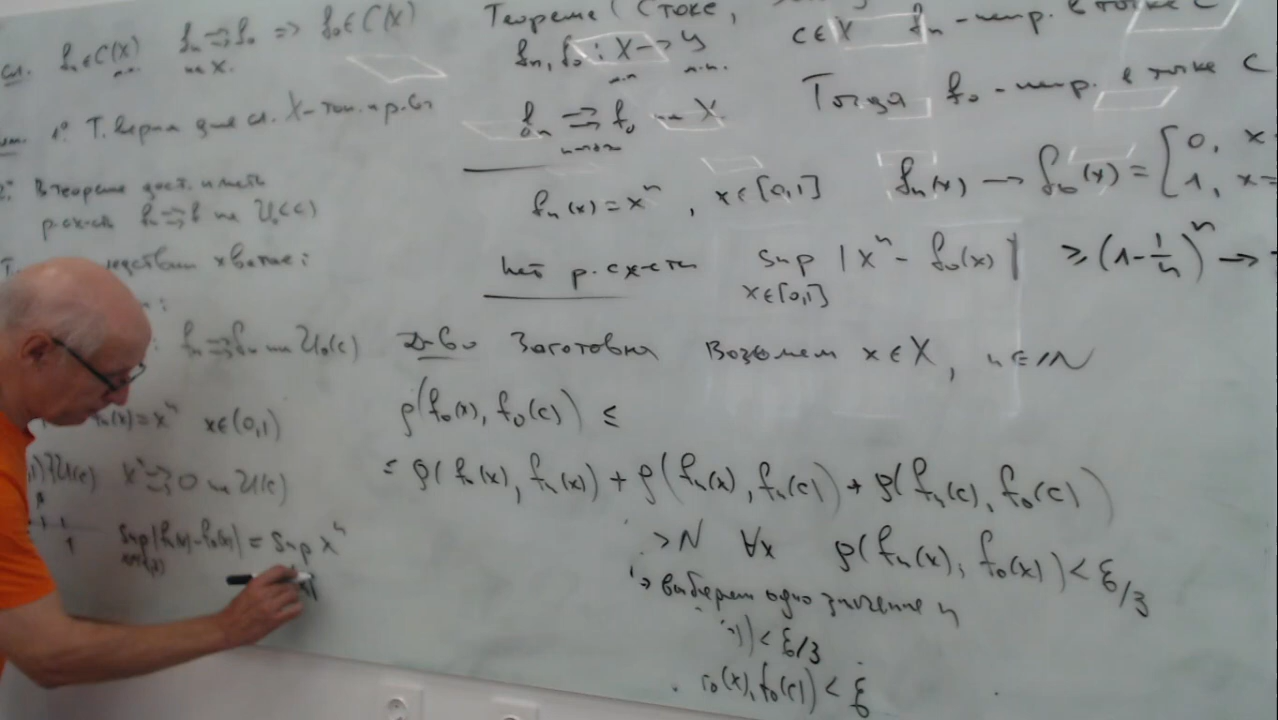 сл. fₙ∈C(X) fₙ⇉f₀ ⇒ f₀∈C(X)
на X.
1° Т. верна для сл. X – топ. пр-во
2° В теореме дост. иметь
р. сх-сть fₙ⇉f на U₀(c)
fₙ⇉f₀ на U₀(c)
(x)=xⁿ x∈(0,1)
U(c) xⁿ⇉0 на U(c)
sup|fₙ(x)-f₀(x)| = sup xⁿ
Теорема (Стокс,
fₙ, f₀ : X → Y c∈X fₙ – непр. в точке c
fₙ ⇉ f₀ на X. Тогда f₀ – непр. в точке c
n→∞
fₙ(x) = xⁿ, x∈[0,1] fₙ(x) → f₀(x) = [0, x
1, x=
Нет р. сх-сти sup |xⁿ - f₀(x)| ≥ (1-1/n)ⁿ →
x∈[0,1]
Д-во Заготовка Возьмем x∈X, n∈ℕ
ρ(f₀(x), f₀(c)) ≤
≤ ρ(f₀(x), fₙ(x)) + ρ(fₙ(x), fₙ(c)) + ρ(fₙ(c), f₀(c))
>N ∀x ρ(fₙ(x), f₀(x)) < ε/3
выберем одно значение n
)) < ε/3
(x), f₀(c)) < ε